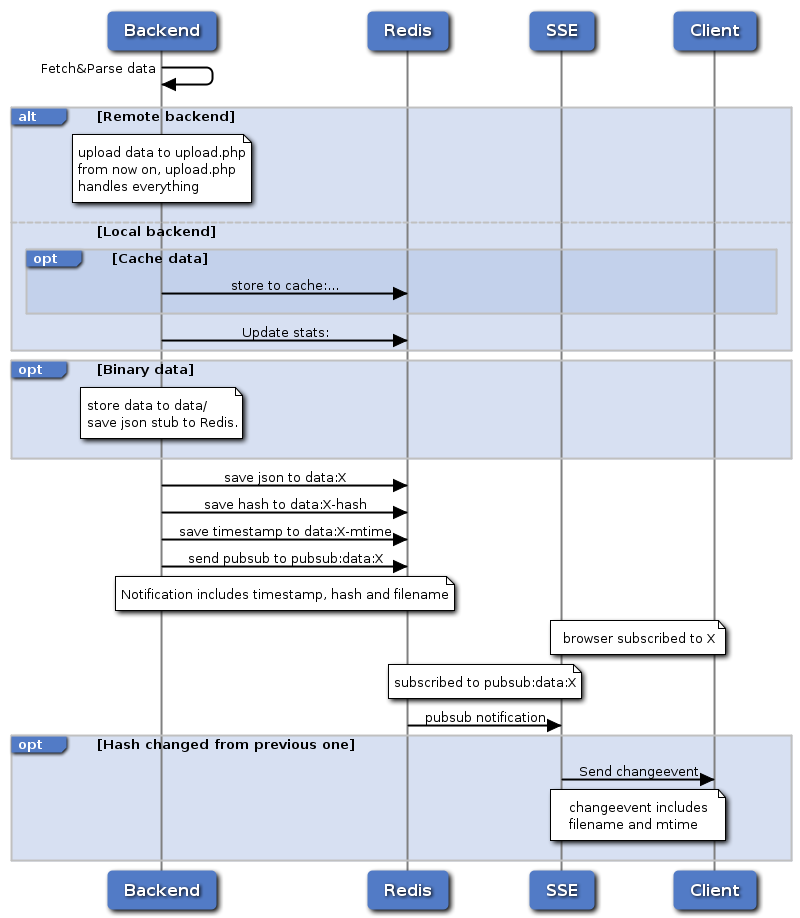 Backend Redis SSE Client
Fetch&Parse data
alt [Remote backend]
upload data to upload.php
from now on, upload.php
handles everything
[Local backend]
opt [Cache data]
store to cache:...
Update stats:
opt [Binary data]
store data to data/
save json stub to Redis.
save json to data:X
save hash to data:X-hash
save timestamp to data:X-mtime
send pubsub to pubsub:data:X
Notification includes timestamp, hash and filename
browser subscribed to X
subscribed to pubsub:data:X
pubsub notification
opt [Hash changed from previous one]
Send changeevent
changeevent includes
filename and mtime
Backend Redis SSE Client